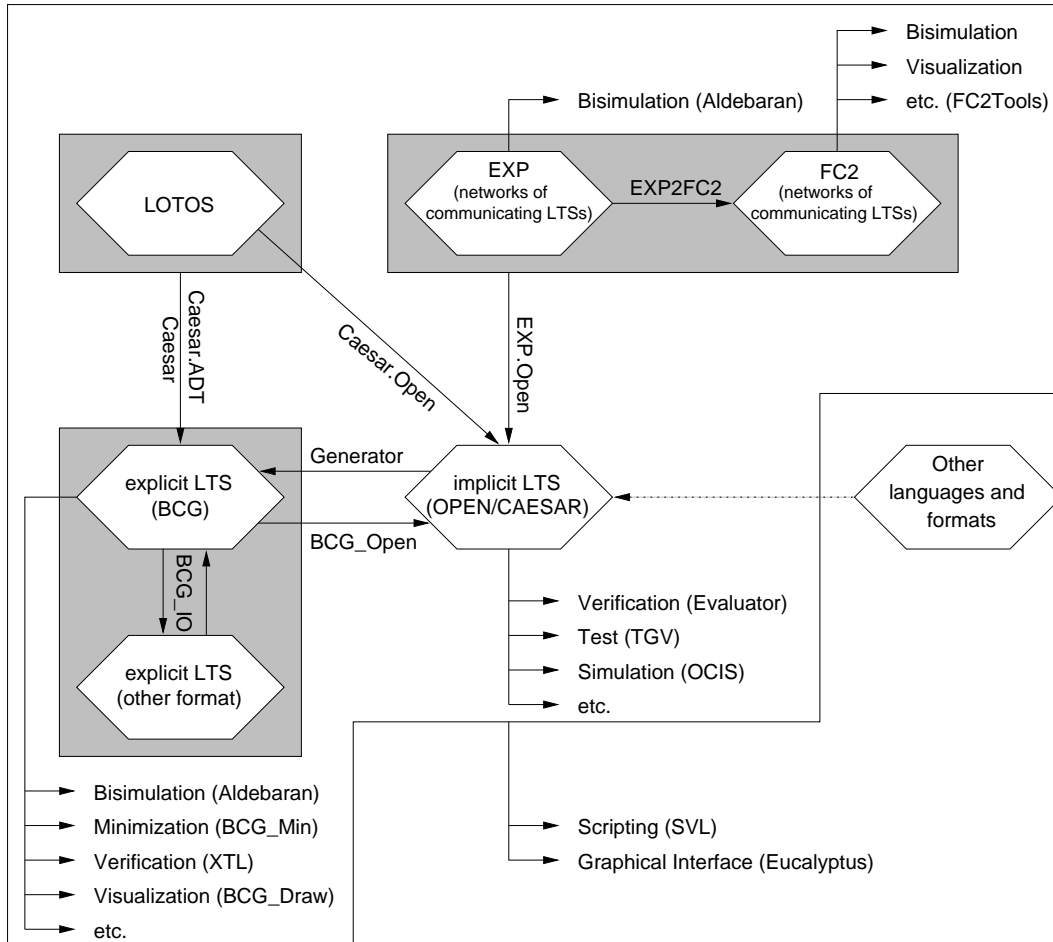 Bisimulation
Visualization
etc. (FC2Tools)
Bisimulation (Aldebaran)
LOTOS
EXP
(networks of
communicating LTSs)
EXP2FC2
FC2
(networks of
communicating LTSs)
Caesar.ADT
Caesar
Caesar.Open
EXP.Open
explicit LTS
(BCG)
Generator
BCG_Open
implicit LTS
(OPEN/CAESAR)
Other
languages and
formats
BCG_IO
explicit LTS
(other format)
Verification (Evaluator)
Test (TGV)
Simulation (OCIS)
etc.
Bisimulation (Aldebaran)
Minimization (BCG_Min)
Verification (XTL)
Visualization (BCG_Draw)
etc.
Scripting (SVL)
Graphical Interface (Eucalyptus)